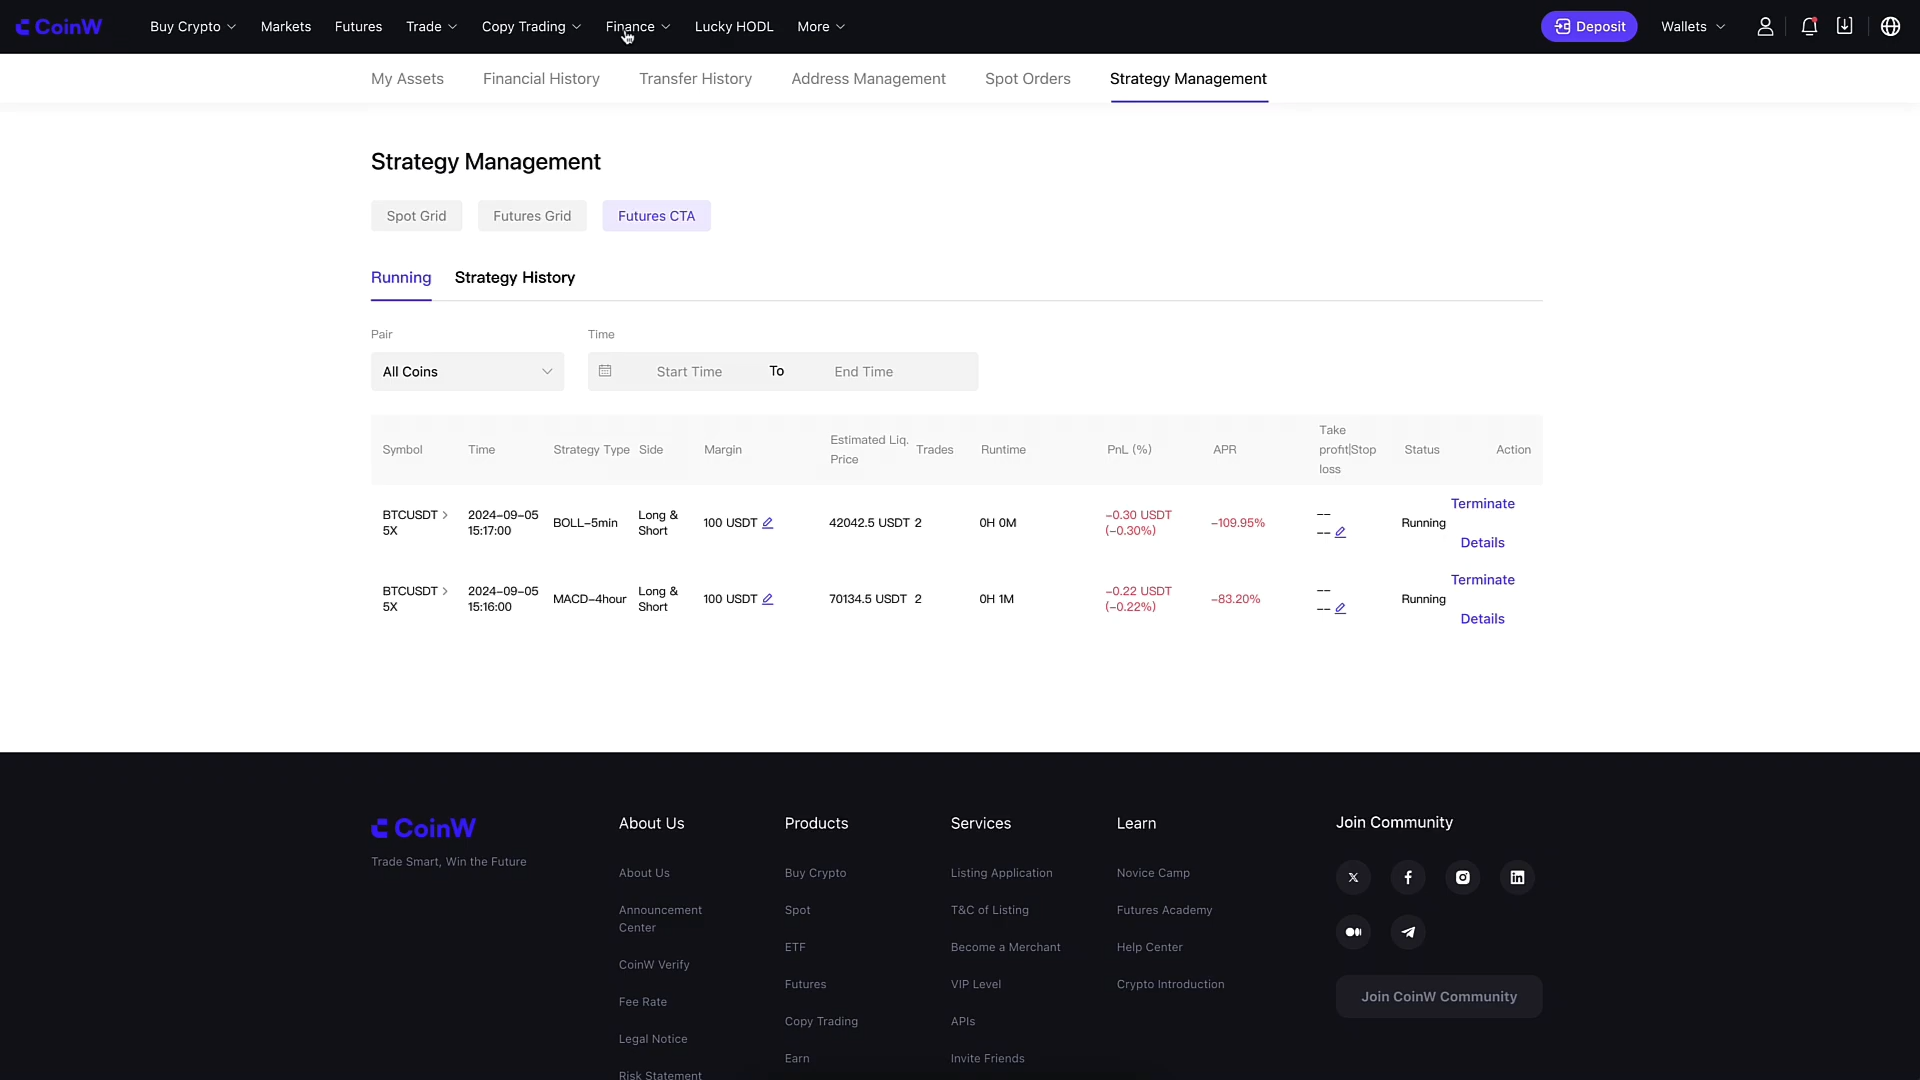 CoinW Buy Crypto Markets Futures Trade Copy Trading Finance Lucky HODL More Deposit Wallets
My Assets Financial History Transfer History Address Management Spot Orders Strategy Management
Strategy Management
Spot Grid Futures Grid Futures CTA
Running Strategy History
Pair Time
All Coins Start Time To End Time
Symbol Time Strategy Type Side Margin Estimated Liq. Price Trades Runtime PnL (%) APR Take profit|Stop loss Status Action
BTCUSDT 2024-09-05 BOLL-5min Long & 100 USDT 42042.5 USDT 2 0H 0M -0.30 USDT -109.95% -- Running Terminate
5X 15:17:00 Short (-0.30%) -- Details
BTCUSDT 2024-09-05 MACD-4hour Long & 100 USDT 70134.5 USDT 2 0H 1M -0.22 USDT -83.20% -- Running Terminate
5X 15:16:00 Short (-0.22%) -- Details
CoinW
Trade Smart, Win the Future
About Us
About Us
Announcement
Center
CoinW Verify
Fee Rate
Legal Notice
Risk Statement
Products
Buy Crypto
Spot
ETF
Futures
Copy Trading
Earn
Services
Listing Application
T&C of Listing
Become a Merchant
VIP Level
APIs
Invite Friends
Learn
Novice Camp
Futures Academy
Help Center
Crypto Introduction
Join Community
Join CoinW Community